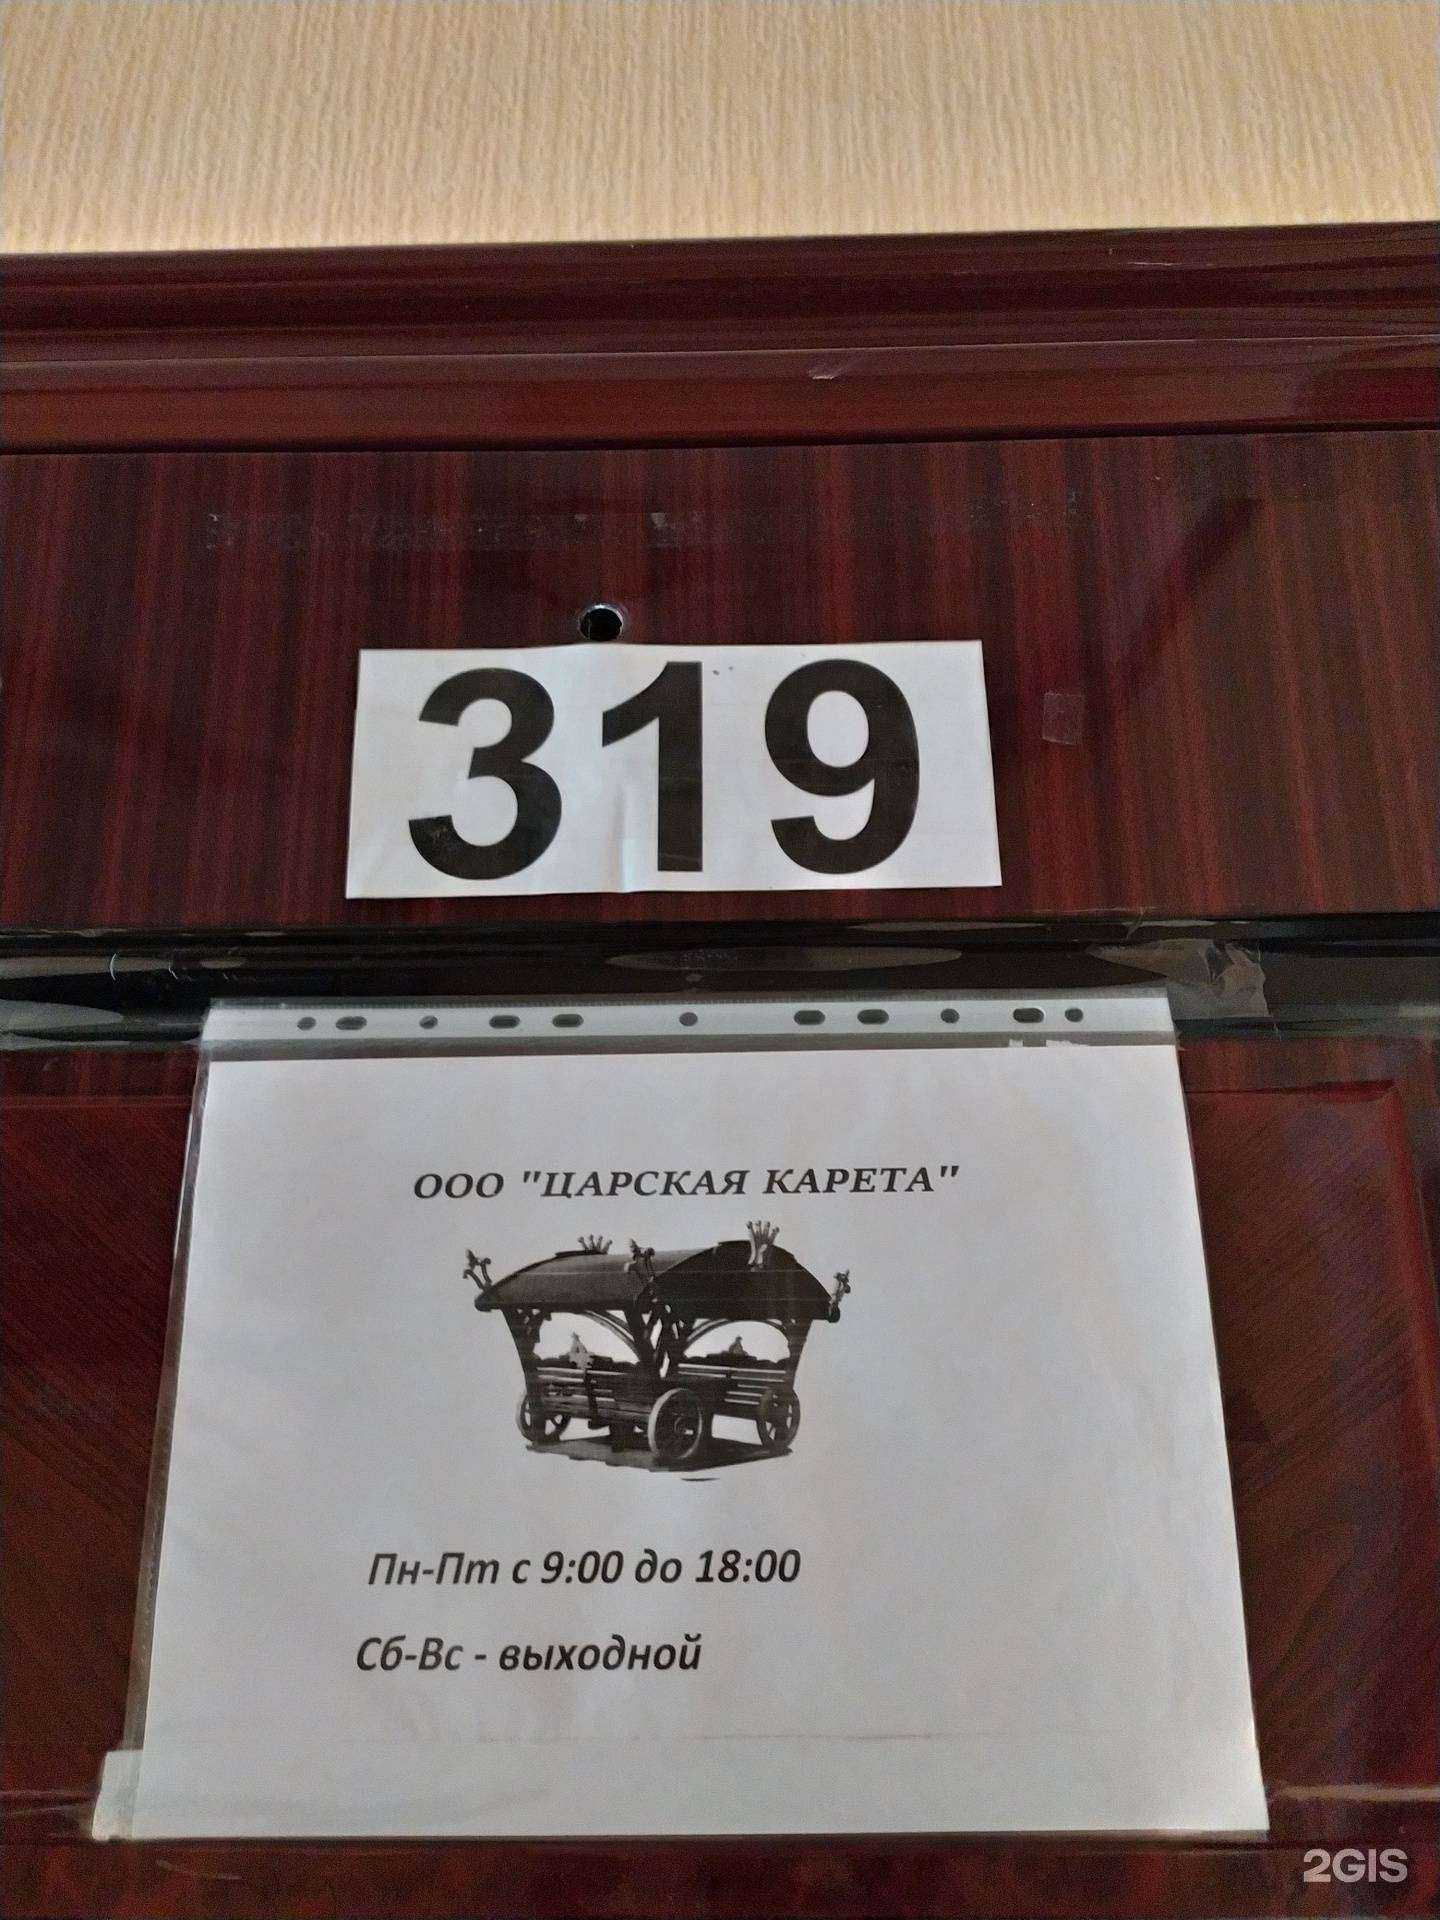 319
ООО "ЦАРСКАЯ КАРЕТА"
Пн-Пт с 9:00 до 18:00
Сб-Вс - выходной
2GIS